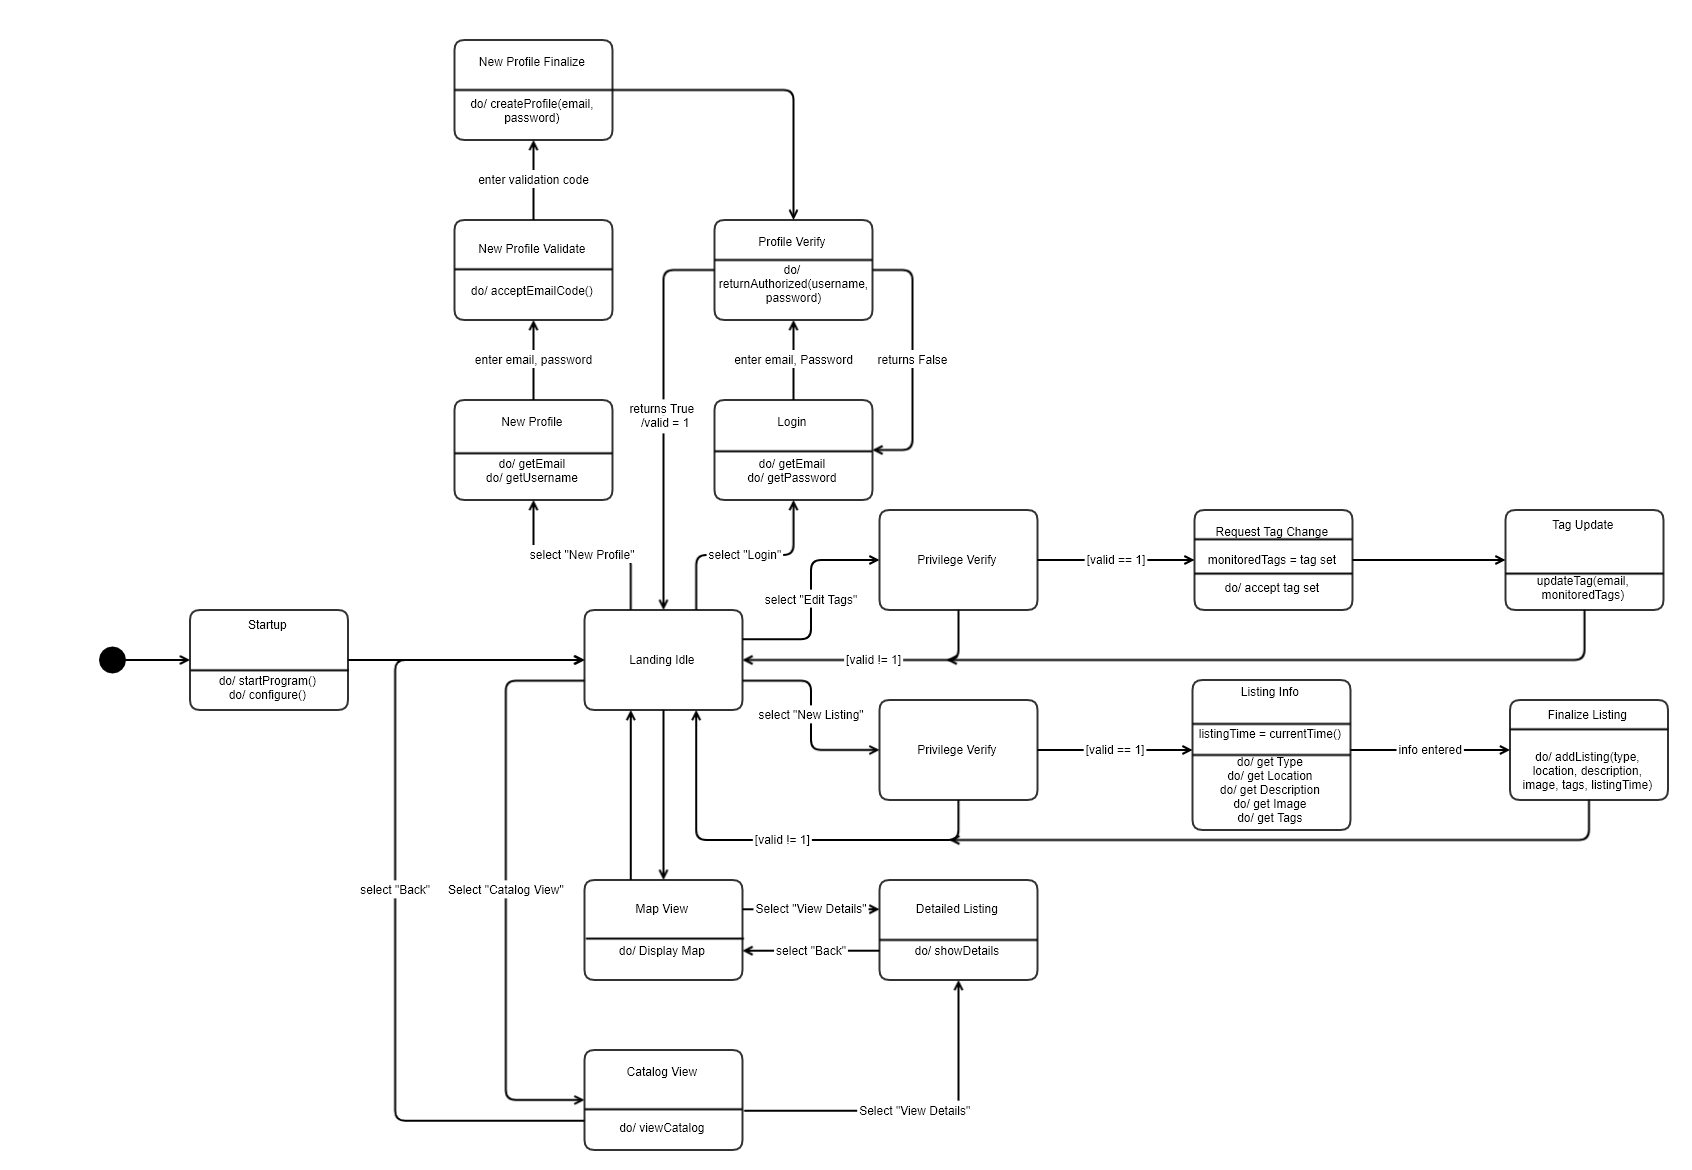 New Profile Finalize
do/ createProfile(email,
password)
enter validation code
New Profile Validate
do/ acceptEmailCode()
enter email, password
New Profile
do/ getEmail
do/ getUsername
select "New Profile"
Profile Verify
do/
returnAuthorized(username,
password)
returns True
/valid = 1
enter email, Password
returns False
Login
do/ getEmail
do/ getPassword
select "Login"
Startup
do/ startProgram()
do/ configure()
Landing Idle
select "Edit Tags"
Privilege Verify
[valid == 1]
Request Tag Change
monitoredTags = tag set
do/ accept tag set
Tag Update
updateTag(email,
monitoredTags)
[valid != 1]
select "New Listing"
Privilege Verify
[valid == 1]
Listing Info
listingTime = currentTime()
do/ get Type
do/ get Location
do/ get Description
do/ get Image
do/ get Tags
info entered
Finalize Listing
do/ addListing(type,
location, description,
image, tags, listingTime)
[valid != 1]
select "Back"
Select "Catalog View"
Map View
do/ Display Map
Select "View Details"
select "Back"
Detailed Listing
do/ showDetails
Catalog View
do/ viewCatalog
Select "View Details"